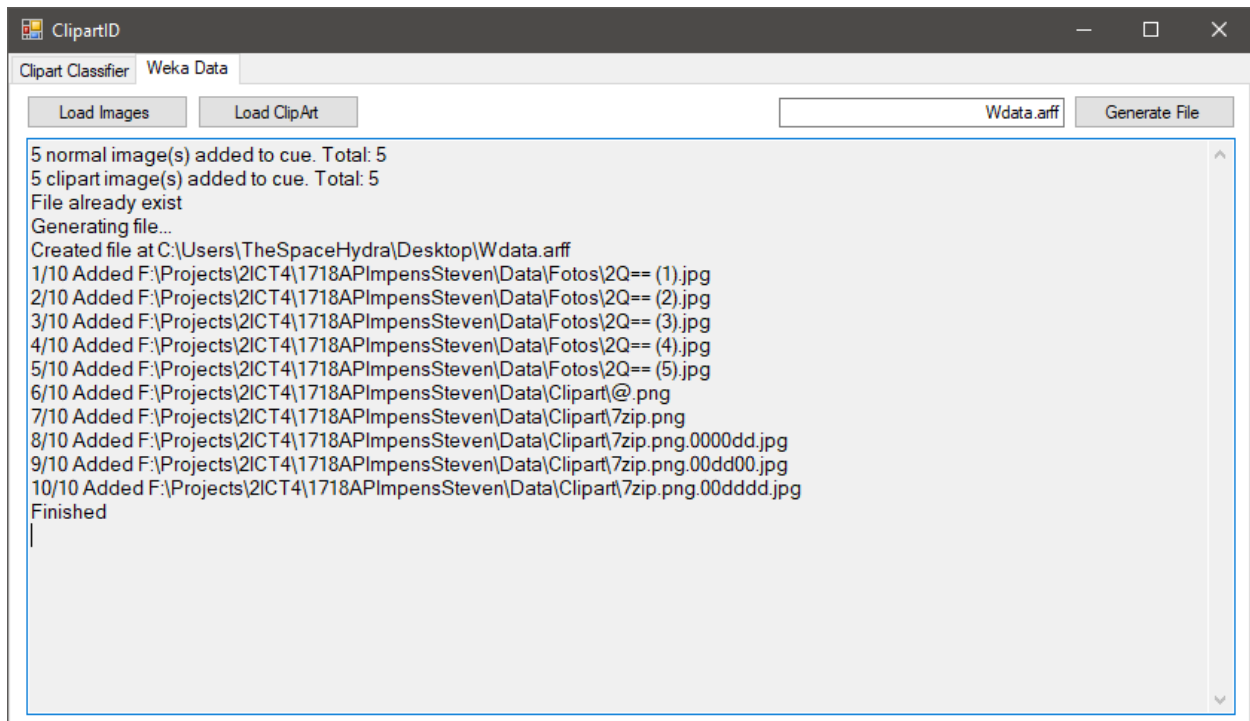 ClipartID
Clipart Classifier Weka Data
Load Images Load ClipArt Wdata.arff Generate File
5 normal image(s) added to cue. Total: 5
5 clipart image(s) added to cue. Total: 5
File already exist
Generating file...
Created file at C:\Users\TheSpaceHydra\Desktop\Wdata.arff
1/10 Added F:\Projects\2ICT4\1718APImpensSteven\Data\Fotos\2Q== (1).jpg
2/10 Added F:\Projects\2ICT4\1718APImpensSteven\Data\Fotos\2Q== (2).jpg
3/10 Added F:\Projects\2ICT4\1718APImpensSteven\Data\Fotos\2Q== (3).jpg
4/10 Added F:\Projects\2ICT4\1718APImpensSteven\Data\Fotos\2Q== (4).jpg
5/10 Added F:\Projects\2ICT4\1718APImpensSteven\Data\Fotos\2Q== (5).jpg
6/10 Added F:\Projects\2ICT4\1718APImpensSteven\Data\Clipart\@.png
7/10 Added F:\Projects\2ICT4\1718APImpensSteven\Data\Clipart\7zip.png
8/10 Added F:\Projects\2ICT4\1718APImpensSteven\Data\Clipart\7zip.png.0000dd.jpg
9/10 Added F:\Projects\2ICT4\1718APImpensSteven\Data\Clipart\7zip.png.00dd00.jpg
10/10 Added F:\Projects\2ICT4\1718APImpensSteven\Data\Clipart\7zip.png.00dddd.jpg
Finished